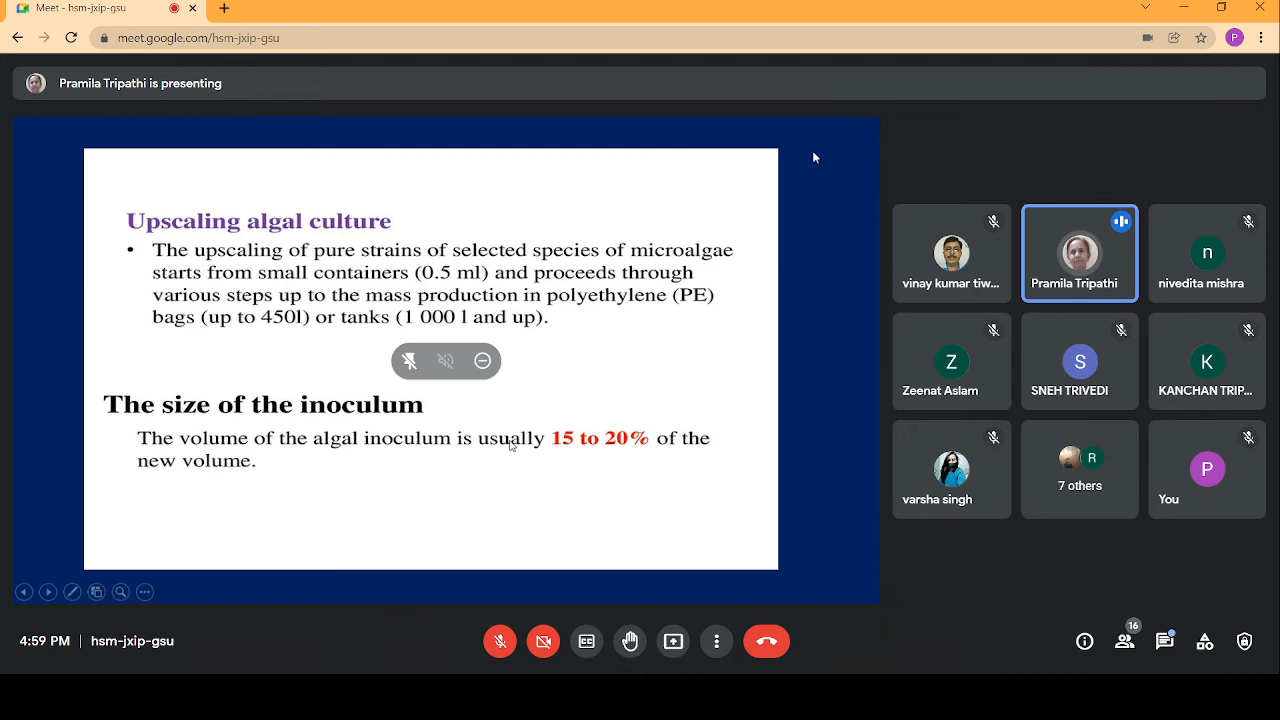 Meet - hsm-jxip-gsu
meet.google.com/hsm-jxip-gsu
P
Pramila Tripathi is presenting
Upscaling algal culture
• The upscaling of pure strains of selected species of microalgae
starts from small containers (0.5 ml) and proceeds through
various steps up to the mass production in polyethylene (PE)
bags (up to 450l) or tanks (1 000 l and up).
The size of the inoculum
The volume of the algal inoculum is usually 15 to 20% of the
new volume.
vinay kumar tiw...
Pramila Tripathi
n
nivedita mishra
Z
Zeenat Aslam
S
SNEH TRIVEDI
K
KANCHAN TRIP...
varsha singh
R
7 others
P
You
4:59 PM | hsm-jxip-gsu
CC
16